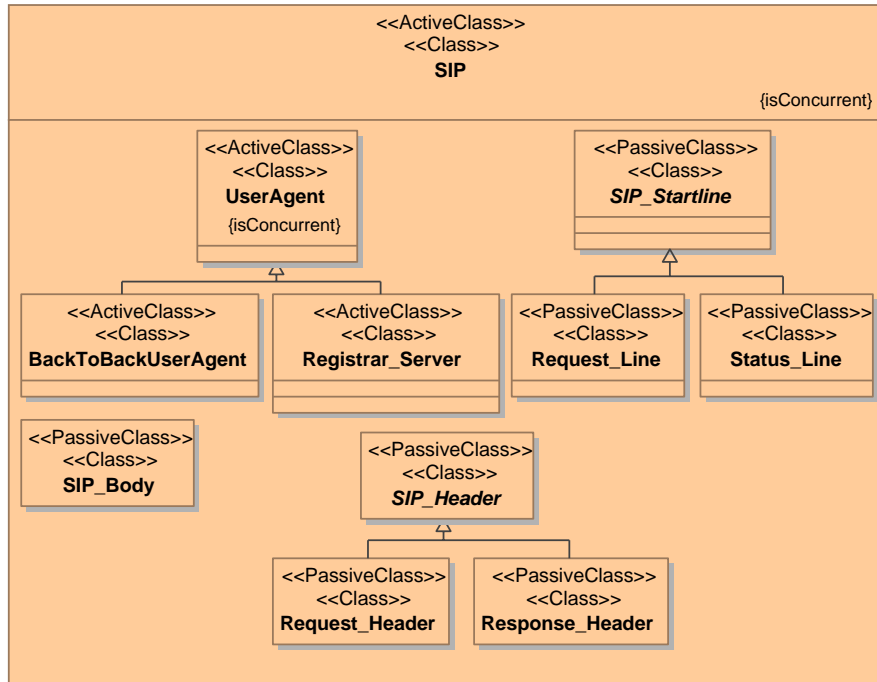 <<ActiveClass>>
<<Class>>
SIP
{isConcurrent}
<<ActiveClass>>
<<Class>>
UserAgent
{isConcurrent}
<<PassiveClass>>
<<Class>>
SIP_Startline
<<ActiveClass>>
<<Class>>
BackToBackUserAgent
<<ActiveClass>>
<<Class>>
Registrar_Server
<<PassiveClass>>
<<Class>>
Request_Line
<<PassiveClass>>
<<Class>>
Status_Line
<<PassiveClass>>
<<Class>>
SIP_Body
<<PassiveClass>>
<<Class>>
SIP_Header
<<PassiveClass>>
<<Class>>
Request_Header
<<PassiveClass>>
<<Class>>
Response_Header